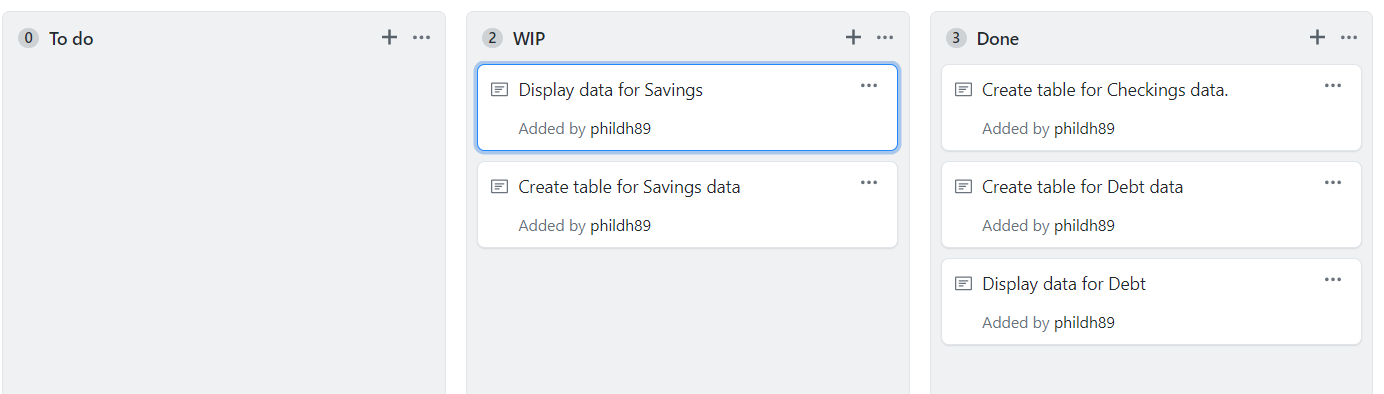 0 To do
2 WIP
Display data for Savings
Added by phildh89
Create table for Savings data
Added by phildh89
3 Done
Create table for Checkings data.
Added by phildh89
Create table for Debt data
Added by phildh89
Display data for Debt
Added by phildh89